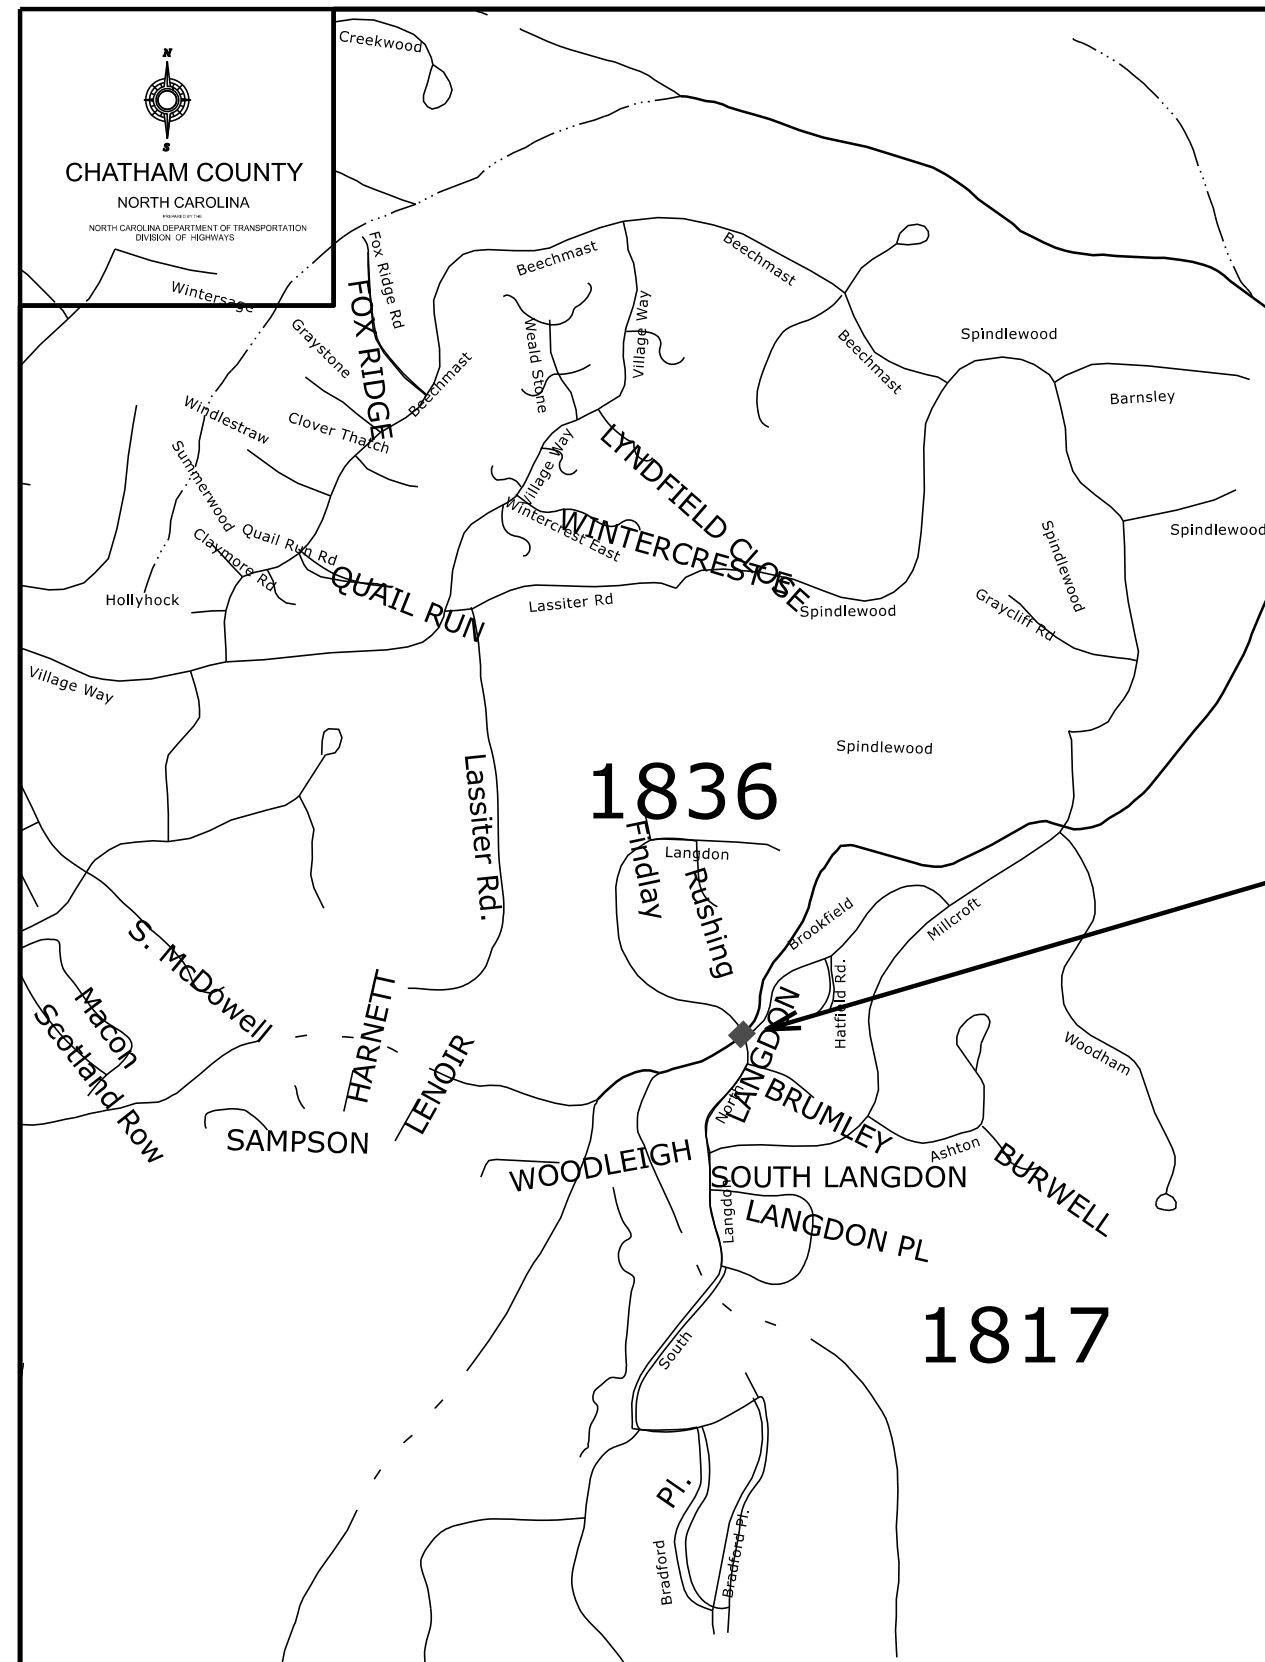 Creekwood
N
S
CHATHAM COUNTY
NORTH CAROLINA
PREPARED BY THE
NORTH CAROLINA DEPARTMENT OF TRANSPORTATION
DIVISION OF HIGHWAYS
Wintersage
Fox Ridge Rd
FOX RIDGE
Graystone
Beechmast
Beechmast
Beechmast
Beechmast
Village Way
Weald Stone
Spindlewood
Barnsley
Windlestraw
Clover Thatch
Summerwood
Village Way
LYNDFIELD CLOSE
Wintercrest East
WINTERCREST E
Quail Run Rd
Claymore Rd
QUAIL RUN
Hollyhock
Lassiter Rd
Spindlewood
Spindlewood
Spindlewood
Graycliff Rd
Village Way
Spindlewood
1836
Lassiter Rd.
Findlay
Langdon
Rushing
Brookfield
Millcroft
S. McDowell
Macon
Scotland Row
HARNETT
LENOIR
SAMPSON
Hatfield Rd.
LANGDON
North
BRUMLEY
Woodham
WOODLEIGH
SOUTH LANGDON
Ashton
BURWELL
Langdon
LANGDON PL
1817
South
Pl.
Bradford
Bradford Pl.